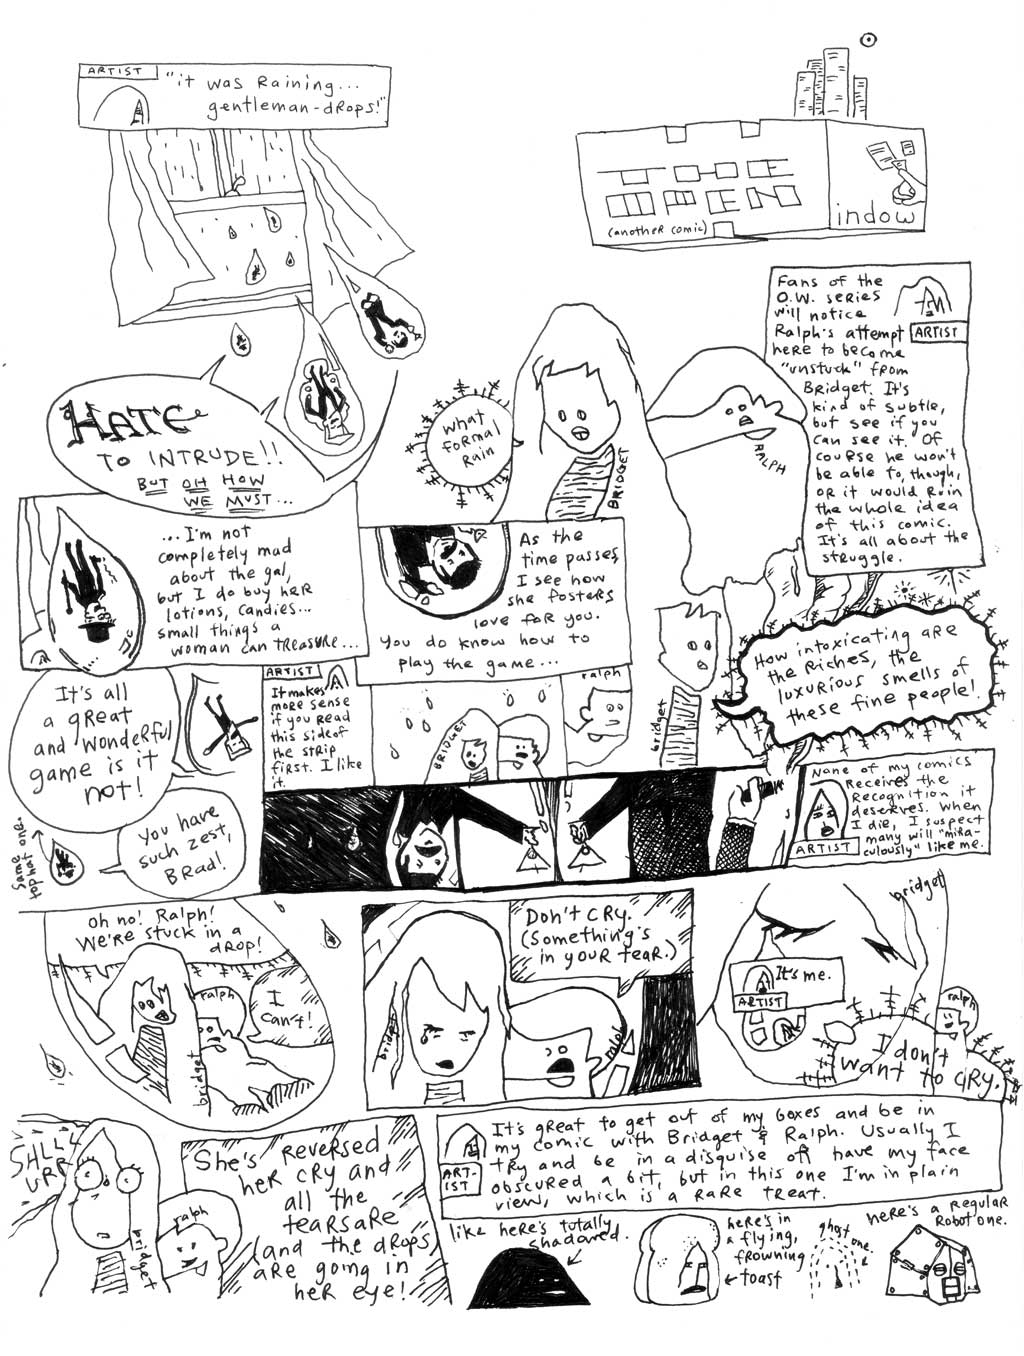 ARTIST
"it was Raining...
gentleman-drops!"
THE
OPEN
indow
(another comic)
Fans of the
O.W. series
will notice
Ralph's attempt
here to become
"unstuck" from
Bridget. It's
kind of subtle,
but see if you
can see it. Of
course he won't
be able to, though,
or it would ruin
the whole idea
of this comic.
It's all about the
struggle.
ARTIST
HATE
TO INTRUDE!!
BUT OH HOW
WE MUST...
what
formal
rain
BRIDGET
RALPH
...I'm not
completely mad
about the gal,
but I do buy her
lotions, candies...
small things a
woman can treasure...
As the
time passes,
I see how
she fosters
love for you.
You do know how to
play the game...
How intoxicating are
the riches, the
luxurious smells of
these fine people!
It's all
a great
and wonderful
game is it
not!
ARTIST
It makes
more sense
if you read
this side of
the strip
first. I like
it.
BRIDGET
ralph
bridget
Same
top hat one.
You have
such zest,
Brad!
None of my comics
Receives the
Recognition it
deserves. When
I die, I suspect
many will "mira-
culously" like me.
ARTIST
oh no! Ralph!
We're stuck in a
drop!
ralph
I
can't!
bridget
Don't cry.
(Something's
in your tear.)
bridget
ralph
bridget
It's me.
ARTIST
ralph
I don't
want to cry.
SHLLL
URRR
bridget
ralph
She's reversed
her cry and
all the
tears are
(and the drops)
are going in
her eye!
ARTIST
It's great to get out of my boxes and be in
my comic with Bridget & Ralph. Usually I
try and be in a disguise or have my face
obscured a bit, but in this one I'm in plain
view, which is a rare treat.
like here's totally
shadowed.
here's in
a flying,
frowning
toast
ghost
one.
here's a regular
Robot one.